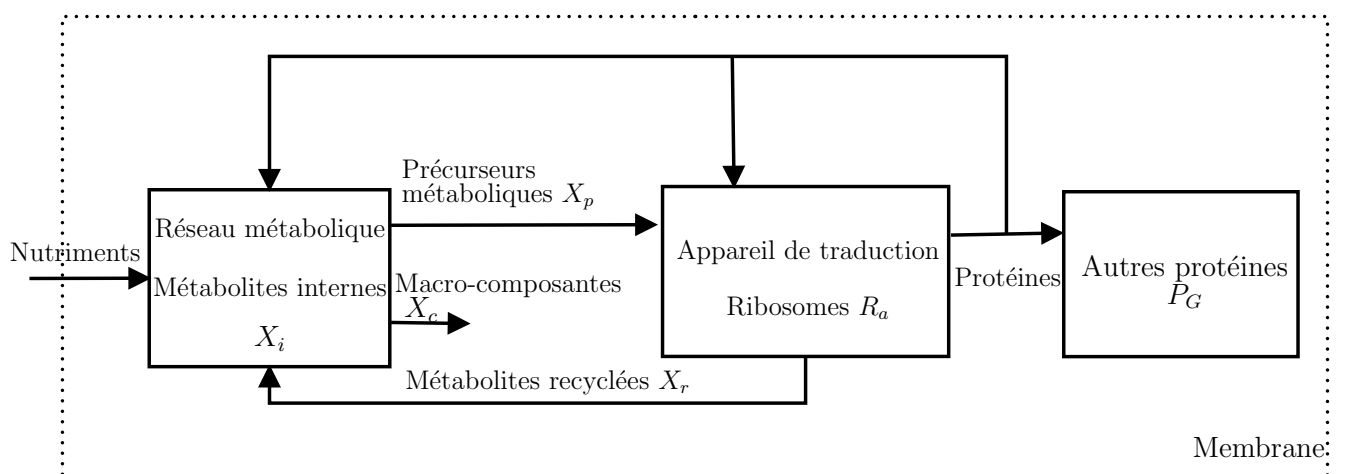 Précurseurs
métaboliques X_p
Réseau métabolique
Nutriments
Métabolites internes
X_i
Macro-composantes
X_c
Appareil de traduction
Ribosomes R_a
Protéines
Autres protéines
P_G
Métabolites recyclées X_r
Membrane